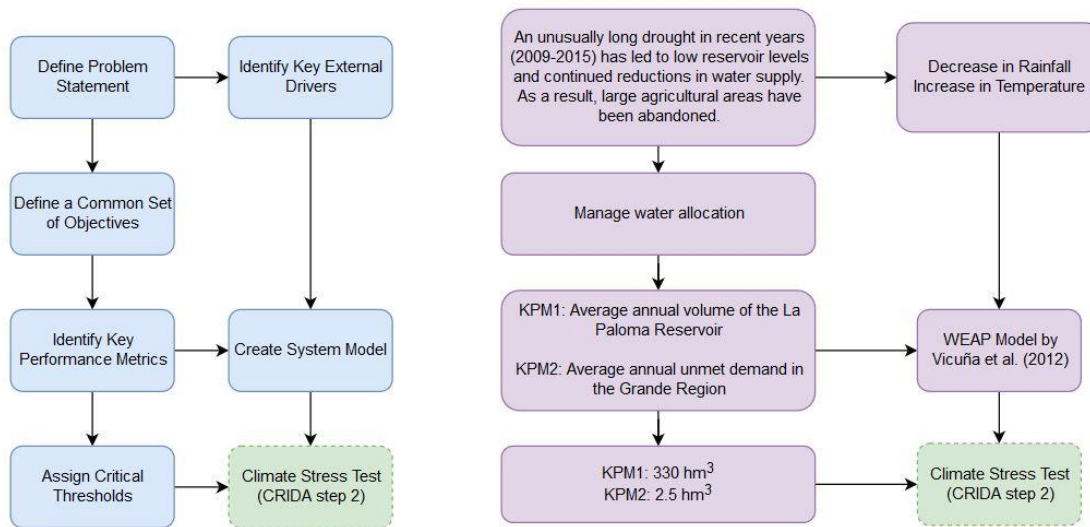 Define Problem
Statement
Identify Key External
Drivers
Define a Common Set
of Objectives
Identify Key
Performance Metrics
Create System Model
Assign Critical
Thresholds
Climate Stress Test
(CRIDA step 2)
An unusually long drought in recent years
(2009-2015) has led to low reservoir levels
and continued reductions in water supply.
As a result, large agricultural areas have
been abandoned.
Decrease in Rainfall
Increase in Temperature
Manage water allocation
KPM1: Average annual volume of the La
Paloma Reservoir
KPM2: Average annual unmet demand in
the Grande Region
WEAP Model by
Vicuña et al. (2012)
KPM1: 330 hm³
KPM2: 2.5 hm³
Climate Stress Test
(CRIDA step 2)